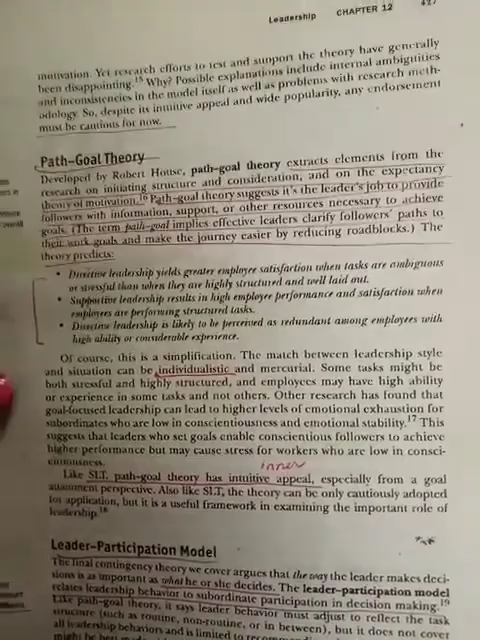 Leadership CHAPTER 12 427
motivation. Yet research efforts to test and support the theory have generally
been disappointing.15 Why? Possible explanations include internal ambiguities
and inconsistencies in the model itself as well as problems with research meth-
odology. So, despite its intuitive appeal and wide popularity, any endorsement
must be cautious for now.
Path–Goal Theory
Developed by Robert House, path–goal theory extracts elements from the
research on initiating structure and consideration, and on the expectancy
theory of motivation.16 Path–goal theory suggests it's the leader's job to provide
followers with information, support, or other resources necessary to achieve
goals. (The term path–goal implies effective leaders clarify followers' paths to
their work goals and make the journey easier by reducing roadblocks.) The
theory predicts:
• Directive leadership yields greater employee satisfaction when tasks are ambiguous
or stressful than when they are highly structured and well laid out.
• Supportive leadership results in high employee performance and satisfaction when
employees are performing structured tasks.
• Directive leadership is likely to be perceived as redundant among employees with
high ability or considerable experience.
Of course, this is a simplification. The match between leadership style
and situation can be individualistic and mercurial. Some tasks might be
both stressful and highly structured, and employees may have high ability
or experience in some tasks and not others. Other research has found that
goal-focused leadership can lead to higher levels of emotional exhaustion for
subordinates who are low in conscientiousness and emotional stability.17 This
suggests that leaders who set goals enable conscientious followers to achieve
higher performance but may cause stress for workers who are low in consci-
entiousness.
inner
Like SLT, path–goal theory has intuitive appeal, especially from a goal
attainment perspective. Also like SLT, the theory can be only cautiously adopted
for application, but it is a useful framework in examining the important role of
leadership.18
Leader–Participation Model
The final contingency theory we cover argues that the way the leader makes deci-
sions is as important as what he or she decides. The leader–participation model
relates leadership behavior to subordinate participation in decision making.19
Like path–goal theory, it says leader behavior must adjust to reflect the task
structure (such as routine, non-routine, or in between), but it does not cover
all leadership behaviors and is limited to